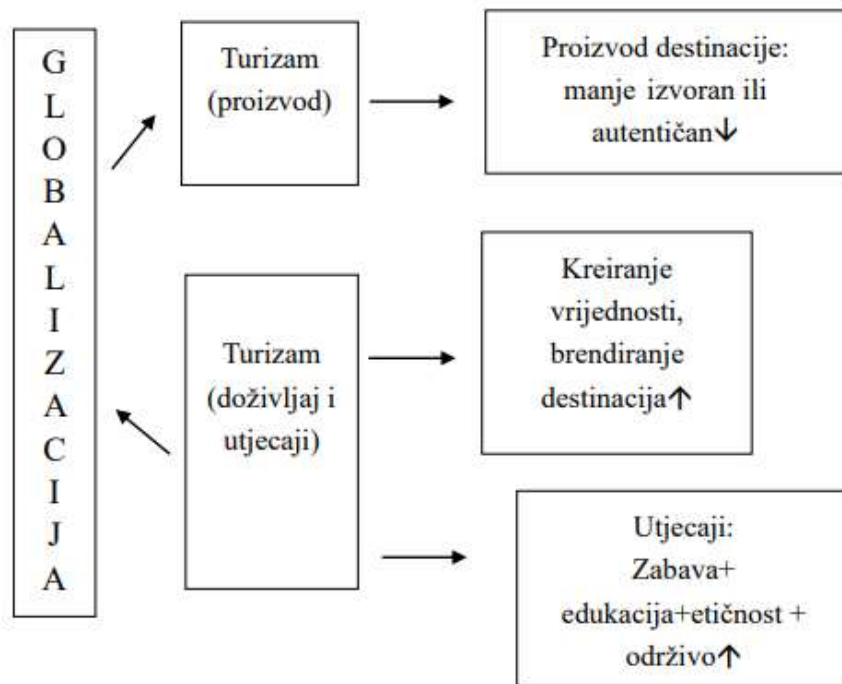 G
L
O
B
A
L
I
Z
A
C
I
J
A
Turizam
(proizvod)
Proizvod destinacije:
manje izvoran ili
autentičan↓
Turizam
(doživljaj i
utjecaji)
Kreiranje
vrijednosti,
brendiranje
destinacija↑
Utjecaji:
Zabava+
edukacija+etičnost +
održivo↑